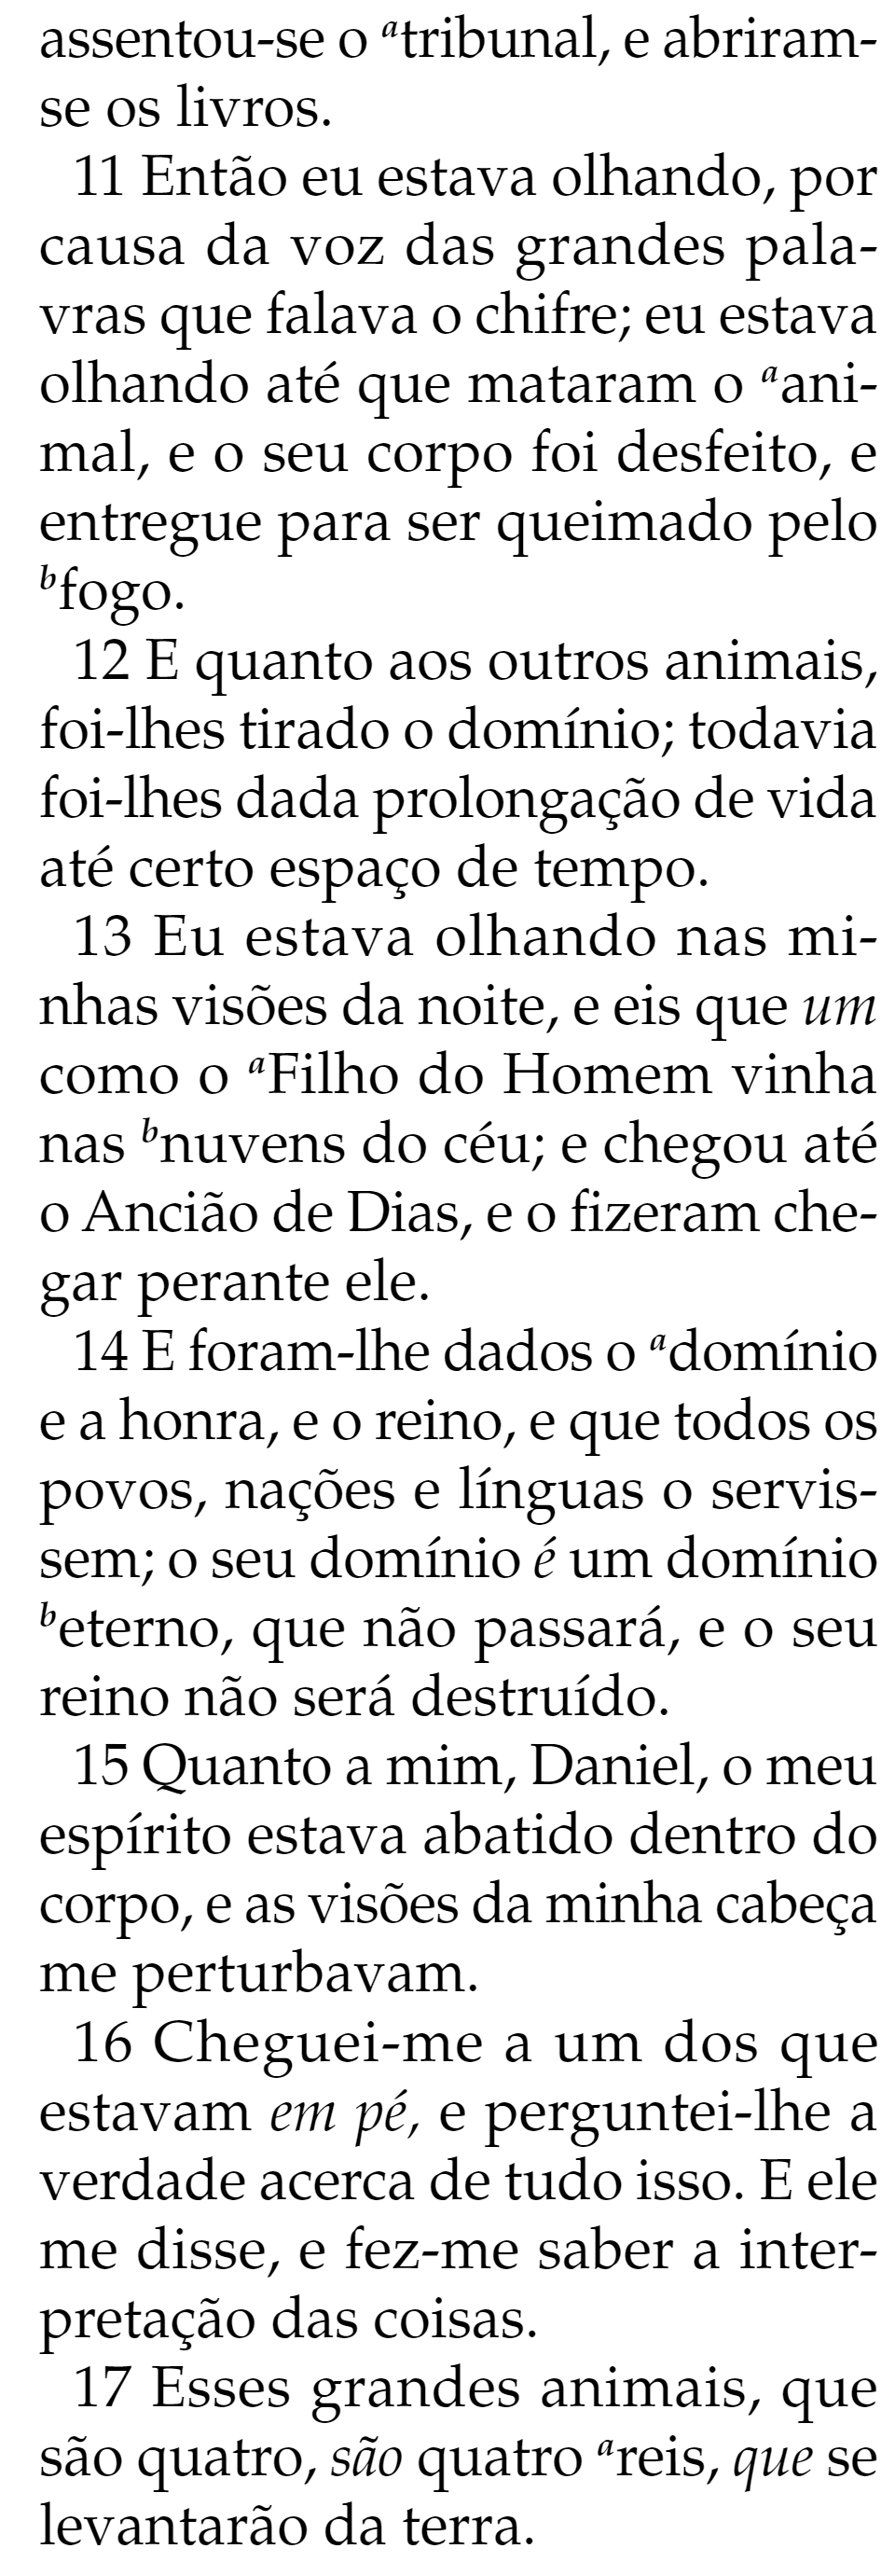 assentou-se o ᵃtribunal, e abriram-
se os livros.
11 Então eu estava olhando, por
causa da voz das grandes pala-
vras que falava o chifre; eu estava
olhando até que mataram o ᵃani-
mal, e o seu corpo foi desfeito, e
entregue para ser queimado pelo
ᵇfogo.
12 E quanto aos outros animais,
foi-lhes tirado o domínio; todavia
foi-lhes dada prolongação de vida
até certo espaço de tempo.
13 Eu estava olhando nas mi-
nhas visões da noite, e eis que um
como o ᵃFilho do Homem vinha
nas ᵇnuvens do céu; e chegou até
o Ancião de Dias, e o fizeram che-
gar perante ele.
14 E foram-lhe dados o ᵃdomínio
e a honra, e o reino, e que todos os
povos, nações e línguas o servis-
sem; o seu domínio é um domínio
ᵇeterno, que não passará, e o seu
reino não será destruído.
15 Quanto a mim, Daniel, o meu
espírito estava abatido dentro do
corpo, e as visões da minha cabeça
me perturbavam.
16 Cheguei-me a um dos que
estavam em pé, e perguntei-lhe a
verdade acerca de tudo isso. E ele
me disse, e fez-me saber a inter-
pretação das coisas.
17 Esses grandes animais, que
são quatro, são quatro ᵃreis, que se
levantarão da terra.